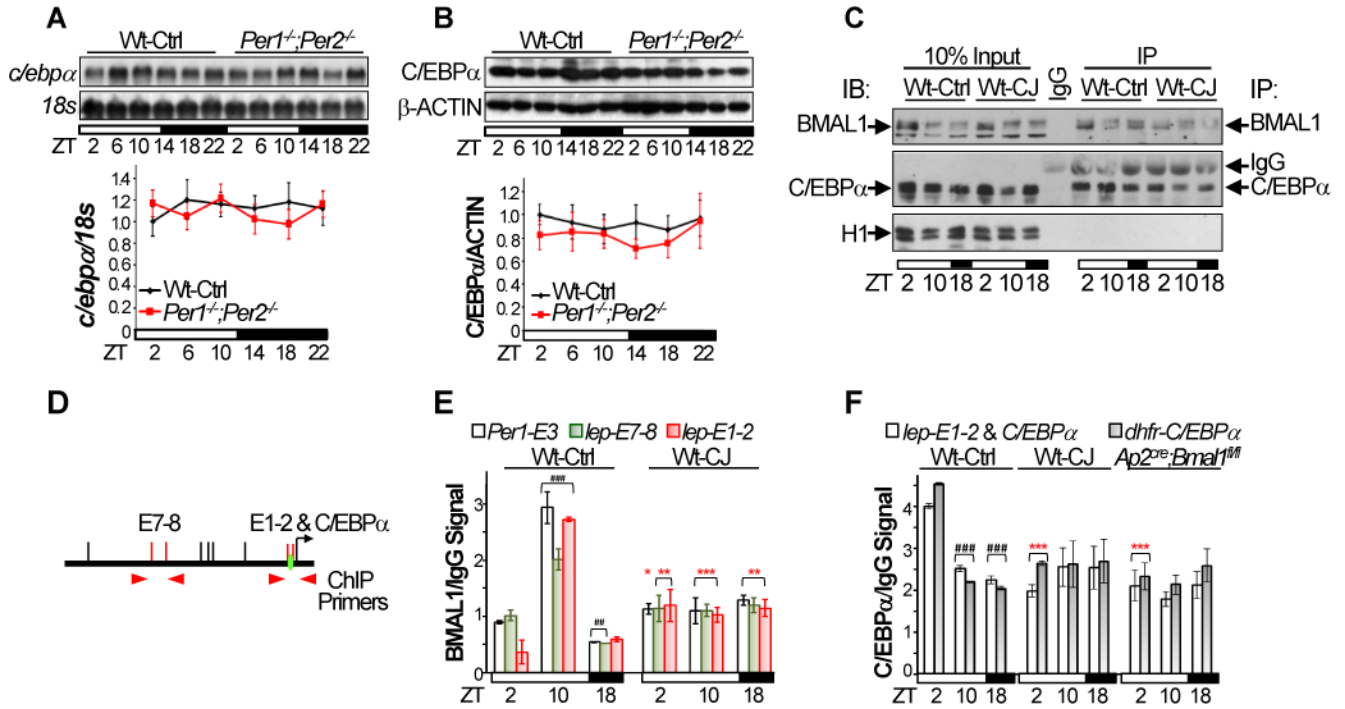 A
Wt-Ctrl Per1-/-;Per2-/-
c/ebpα
18s
ZT 2 6 10 14 18 22 2 6 10 14 18 22
c/ebpα/18s
1.4
1.2
1.2
0.8
0.6
0.4
0.2
0
Wt-Ctrl
Per1-/-;Per2-/-
ZT 2 6 10 14 18 22
B
Wt-Ctrl Per1-/-;Per2-/-
C/EBPα
β-ACTIN
ZT 2 6 10 14 18 22 2 6 10 14 18 22
C/EBPα/ACTIN
1.2
1.0
0.8
0.6
0.4
0.2
0
Wt-Ctrl
Per1-/-;Per2-/-
ZT 2 6 10 14 18 22
C
10% Input IgG IP
IB: Wt-Ctrl Wt-CJ Wt-Ctrl Wt-CJ IP:
BMAL1 BMAL1
IgG
C/EBPα C/EBPα
H1
ZT 2 10 18 2 10 18 2 10 18 2 10 18
D
E7-8 E1-2 & C/EBPα
ChIP
Primers
E
Per1-E3 lep-E7-8 lep-E1-2
Wt-Ctrl Wt-CJ
BMAL1/IgG Signal
3
2
1
0
###
##
* ** *** **
ZT 2 10 18 2 10 18
F
lep-E1-2 & C/EBPα dhfr-C/EBPα
Wt-Ctrl Wt-CJ Ap2cre;Bmal1fl/fl
C/EBPα/IgG Signal
4
3
2
2
1
0
### ### *** ***
ZT 2 10 18 2 10 18 2 10 18